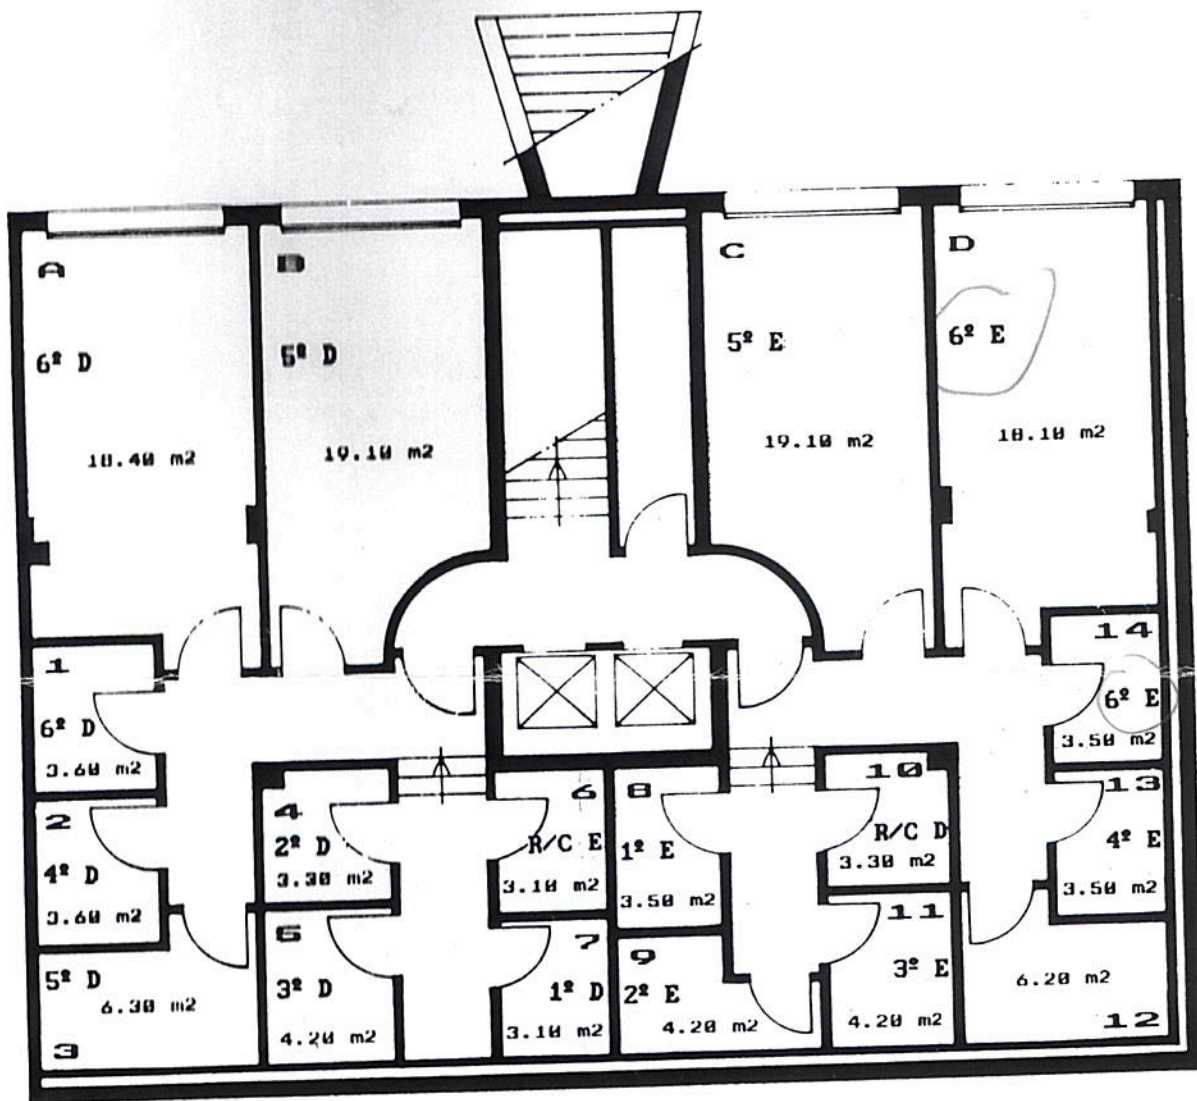 A
6º D
18.40 m2
B
5º D
19.10 m2
C
5º E
19.10 m2
D
6º E
18.10 m2
1
6º D
3.60 m2
2
4º D
3.60 m2
5º D
6.30 m2
3
4
2º D
3.30 m2
5
3º D
4.20 m2
6
R/C E
3.10 m2
7
1º D
3.10 m2
8
1º E
3.50 m2
9
2º E
4.20 m2
10
R/C D
3.30 m2
11
3º E
4.20 m2
6.20 m2
12
13
4º E
3.50 m2
14
6º E
3.50 m2